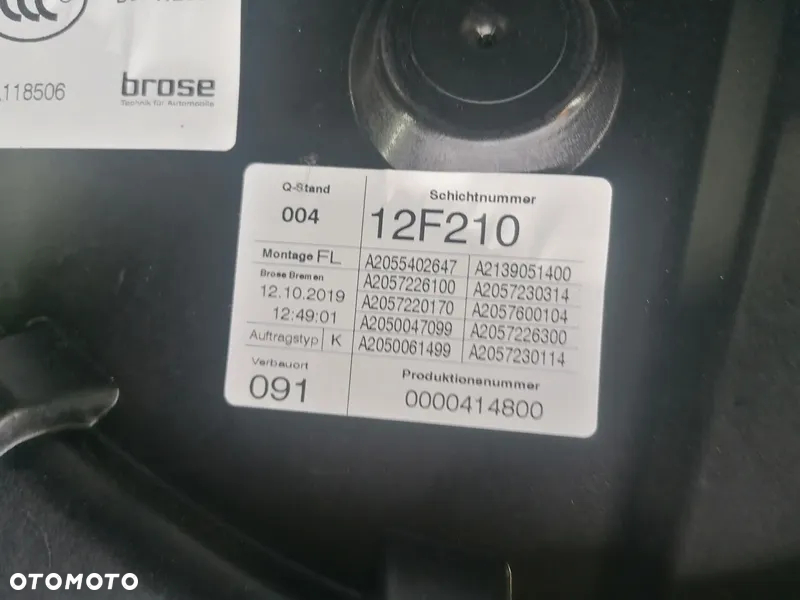 118506
brose
Technik für Automobile
Q-Stand
004
Schichtnummer
12F210
Montage FL
Brose Bremen
12.10.2019
12:49:01
Auftragstyp K
A2055402647 A2139051400
A2057226100 A2057230314
A2057220170 A2057600104
A2050047099 A2057226300
A2050061499 A2057230114
Verbauort
091
Produktionsnummer
0000414800
OTOMOTO